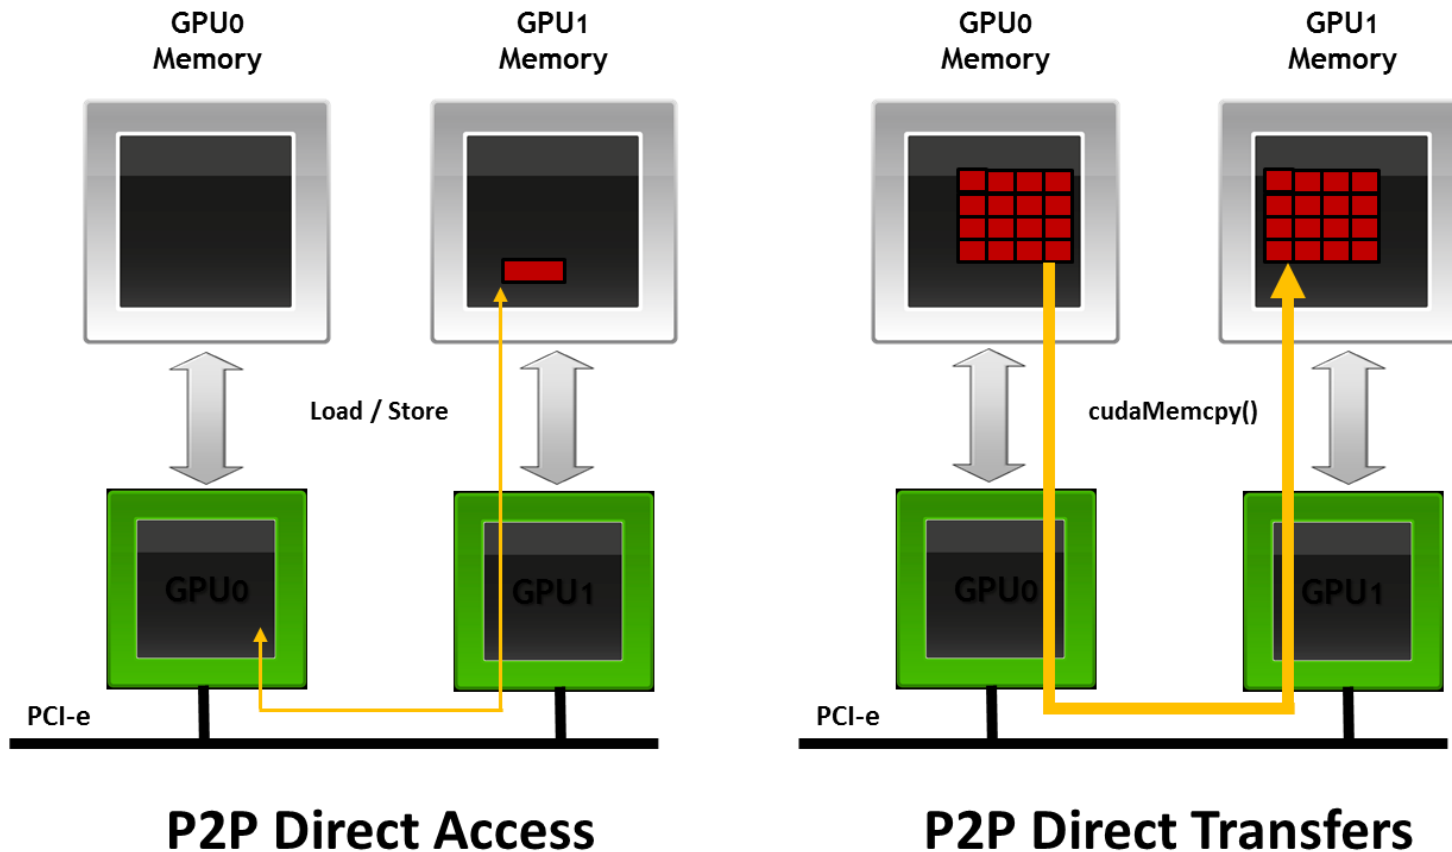 GPU0
Memory
GPU1
Memory
Load / Store
GPU0
GPU1
PCI-e
P2P Direct Access
GPU0
Memory
GPU1
Memory
cudaMemcpy()
GPU0
GPU1
PCI-e
P2P Direct Transfers